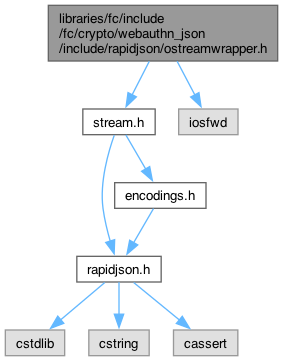 libraries/fc/include
/fc/crypto/webauthn_json
/include/rapidjson/ostreamwrapper.h
stream.h
iosfwd
encodings.h
rapidjson.h
cstdlib
cstring
cassert